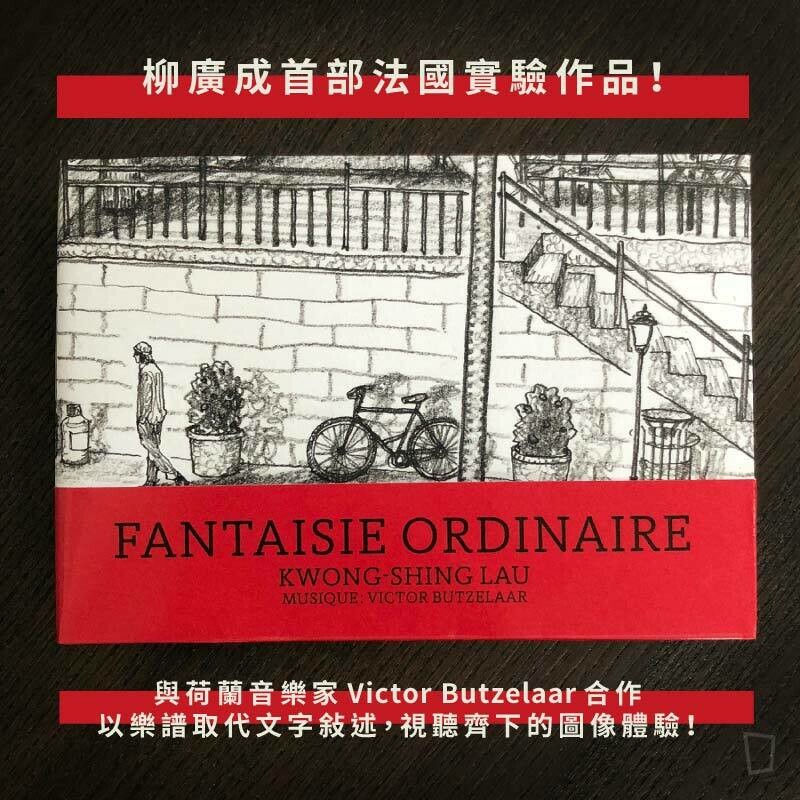 柳廣成首部法國實驗作品！
FANTAISIE ORDINAIRE
KWONG-SHING LAU
MUSIQUE: VICTOR BUTZELAAR
與荷蘭音樂家 Victor Butzelaar 合作
以樂譜取代文字敍述，視聽齊下的圖像體驗！